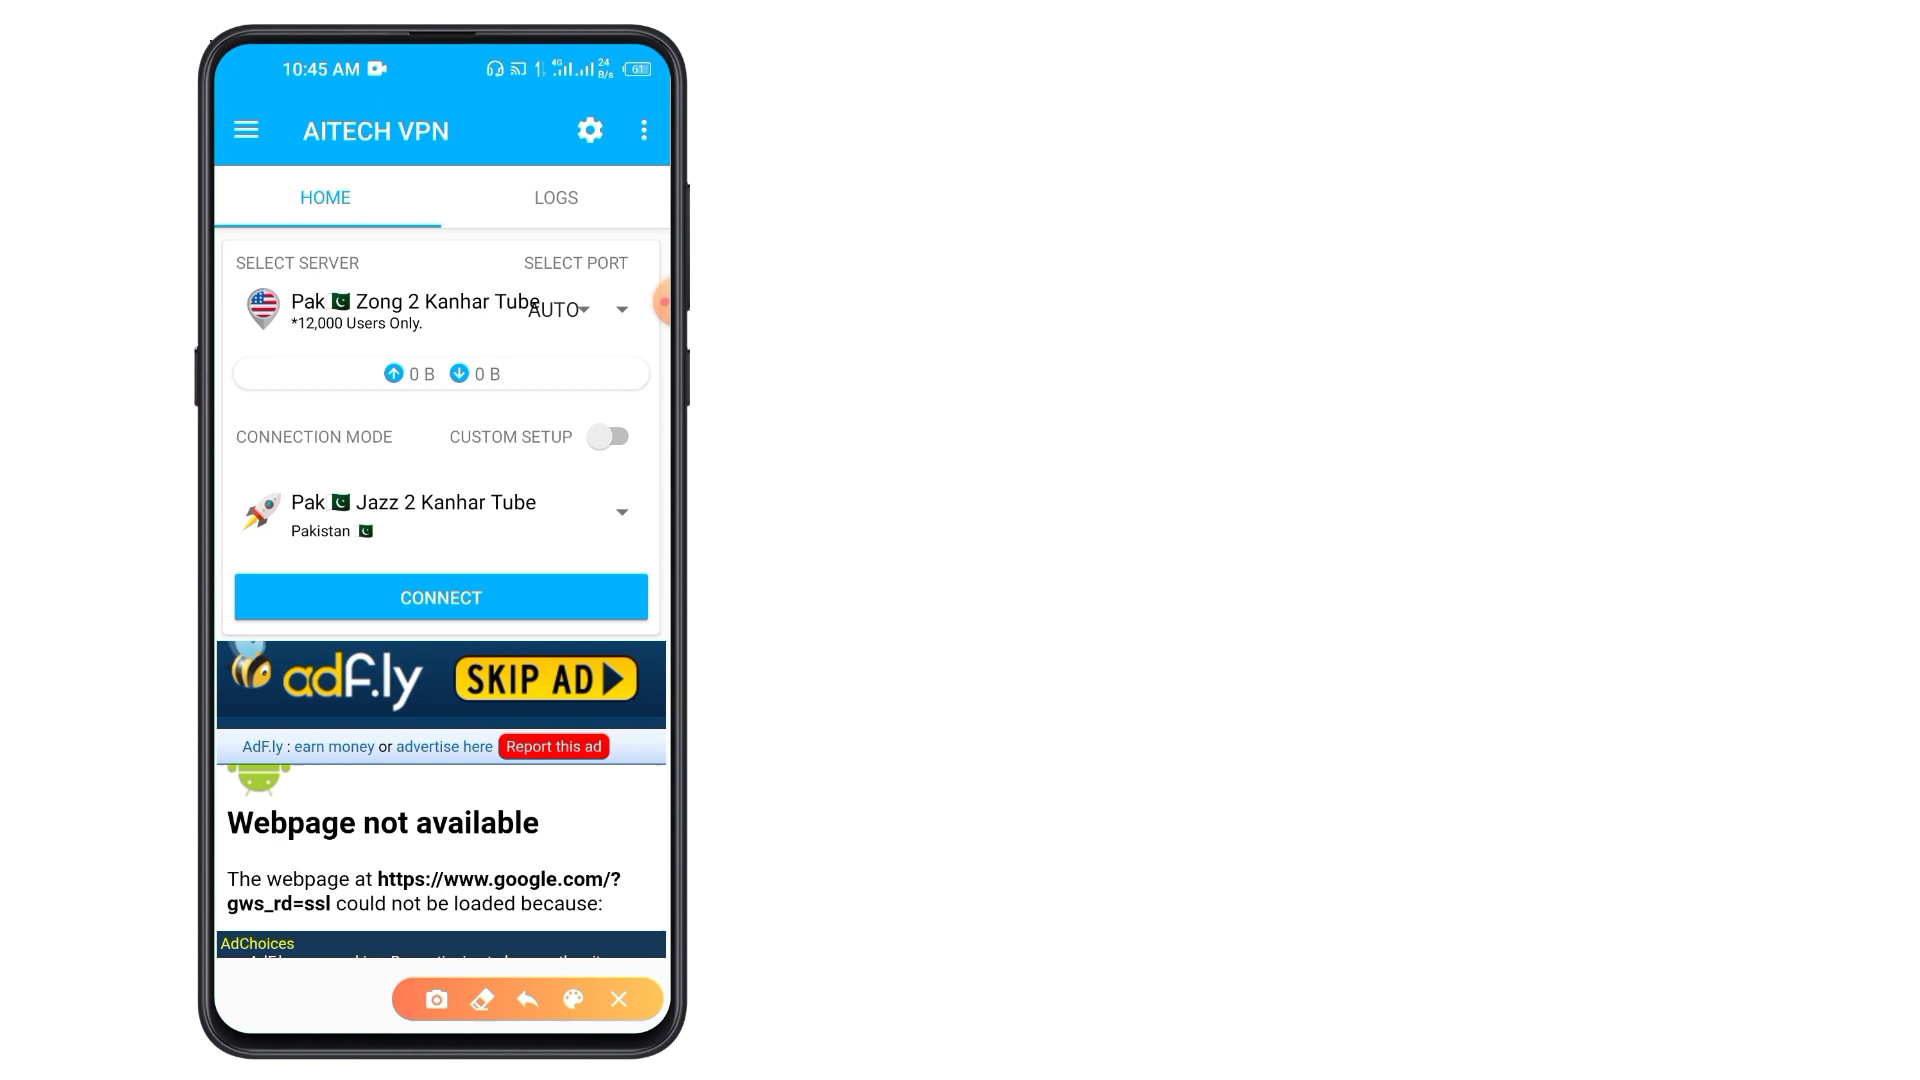 10:45 AM 4G 24 B/s 61
AITECH VPN
HOME LOGS
SELECT SERVER SELECT PORT
Pak 🇵🇰 Zong 2 Kanhar Tube AUTO
*12,000 Users Only.
0 B 0 B
CONNECTION MODE CUSTOM SETUP
Pak 🇵🇰 Jazz 2 Kanhar Tube
Pakistan 🇵🇰
CONNECT
adf.ly SKIP AD
AdF.ly : earn money or advertise here Report this ad
Webpage not available
The webpage at https://www.google.com/?
gws_rd=ssl could not be loaded because:
AdChoices